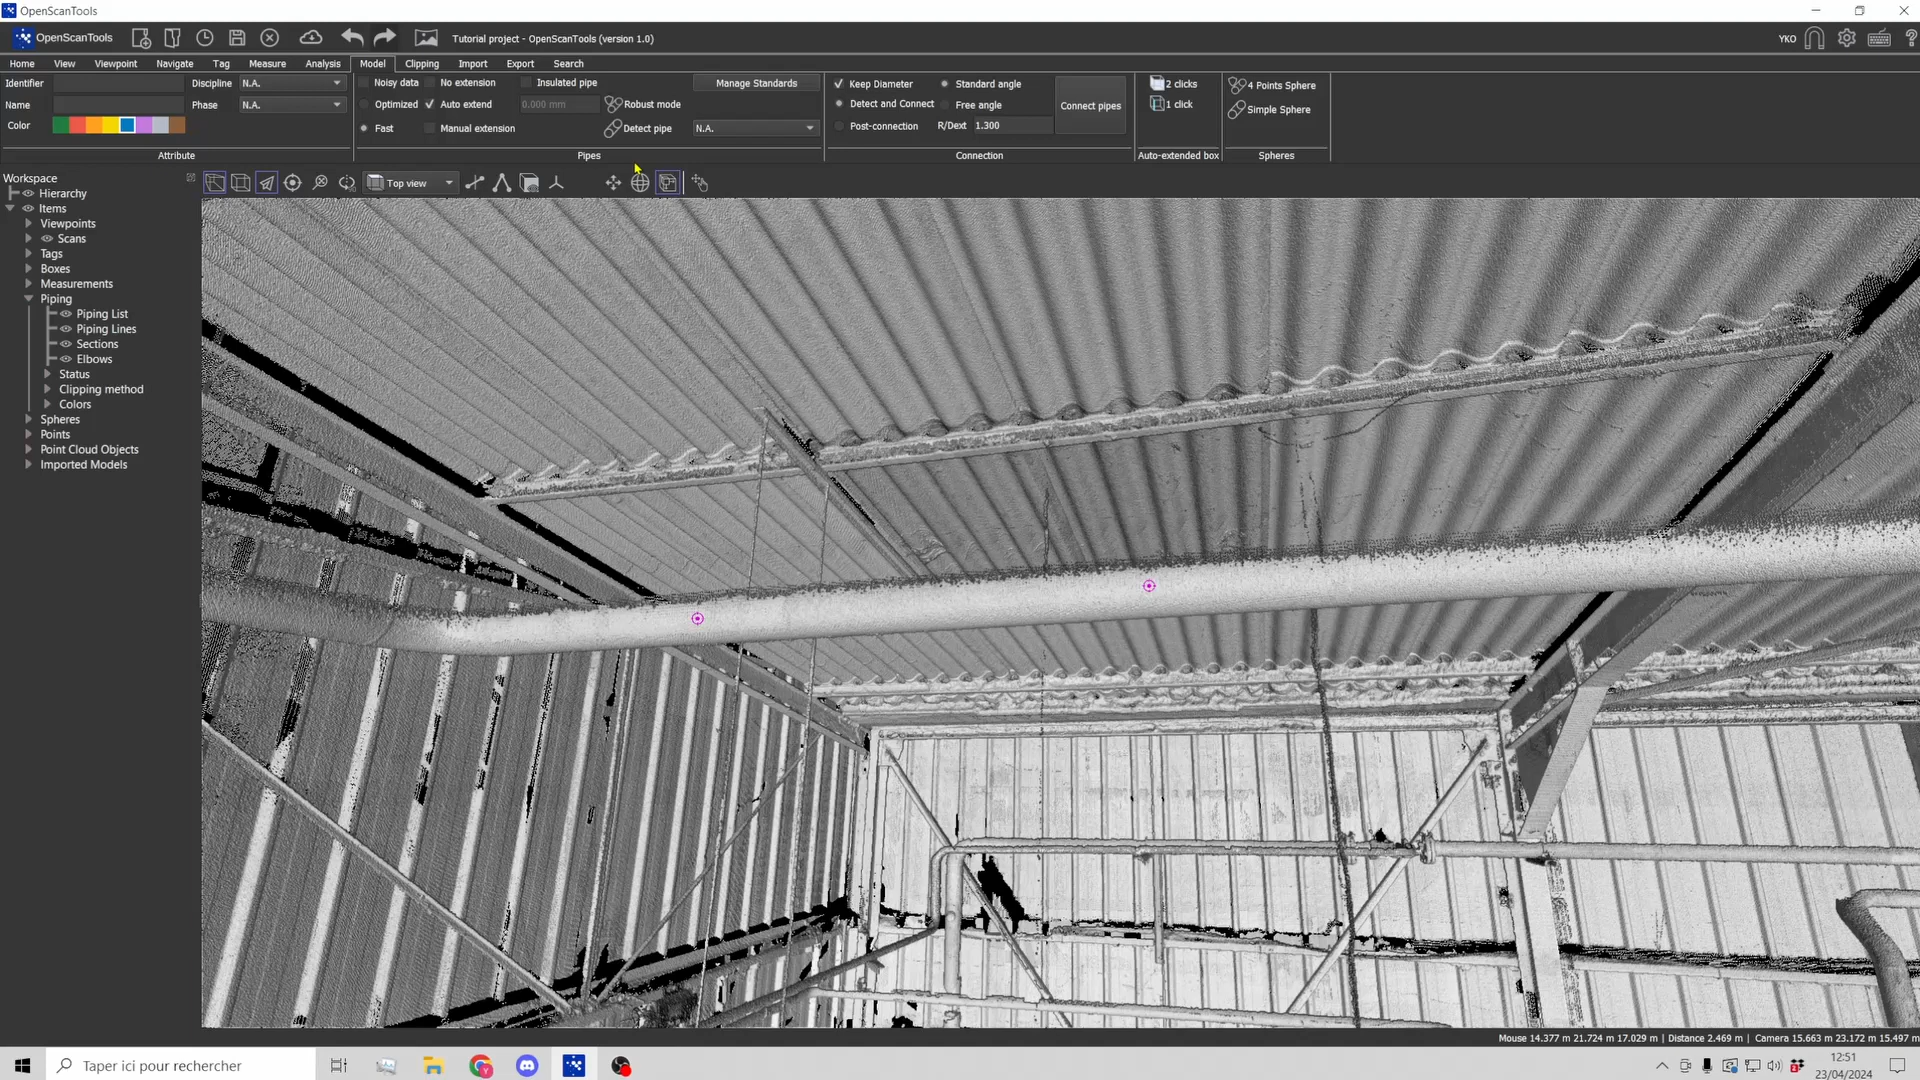 OpenScanTools
OpenScanTools
Tutorial project - OpenScanTools (version 1.0)
YKO
Home View Viewpoint Navigate Tag Measure Analysis Model Clipping Import Export Search
Identifier Discipline N.A.
Name Phase N.A.
Color
Attribute
Noisy data No extension Insulated pipe Manage Standards
Optimized Auto extend 0.000 mm Robust mode
Fast Manual extension Detect pipe N.A.
Pipes
Keep Diameter Standard angle
Detect and Connect Free angle Connect pipes
Post-connection R/Dext 1.300
Connection
2 clicks
1 click
Auto-extended box
4 Points Sphere
Simple Sphere
Spheres
Top view
Workspace
Hierarchy
Items
Viewpoints
Scans
Tags
Boxes
Measurements
Piping
Piping List
Piping Lines
Sections
Elbows
Status
Clipping method
Colors
Spheres
Points
Point Cloud Objects
Imported Models
Mouse 14.377 m 21.724 m 17.029 m | Distance 2.469 m | Camera 15.663 m 23.172 m 15.497 m
Taper ici pour rechercher
12:51
23/04/2024